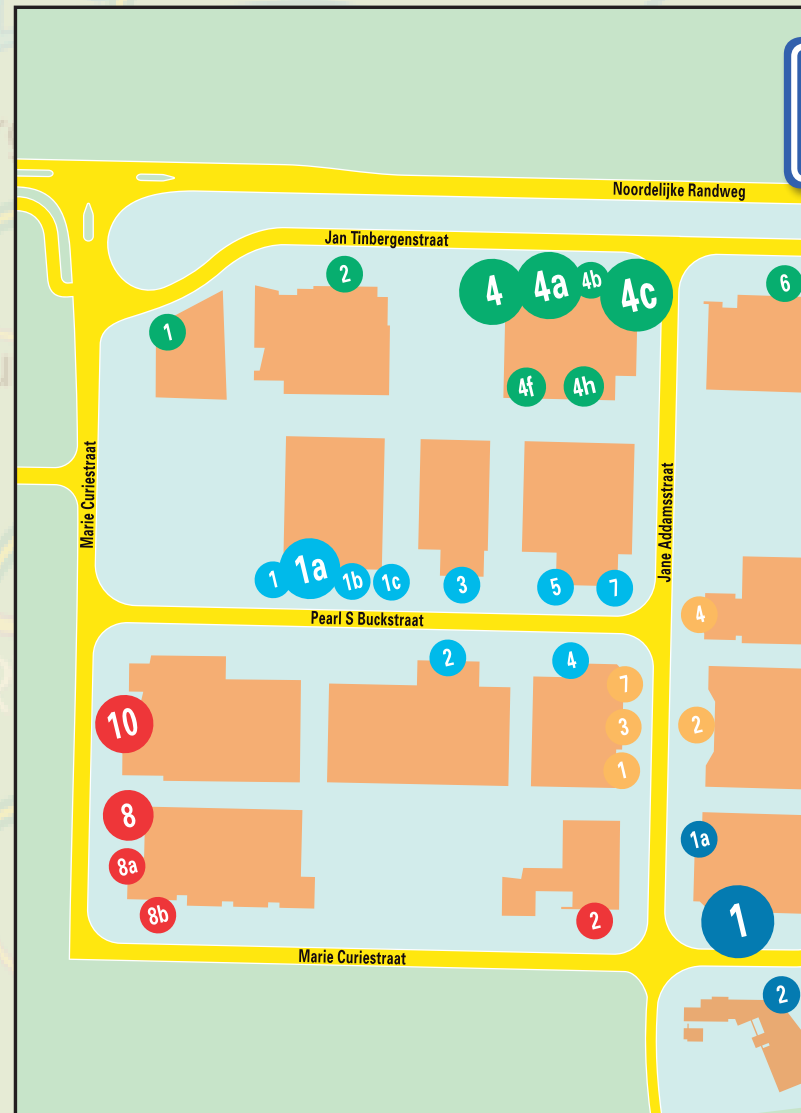 Noordelijke Randweg
Jan Tinbergenstraat
2
4
4a
4b
4c
6
1
4f
4h
Marie Curiestraat
Jane Addamsstraat
1
1a
1b
1c
3
5
7
Pearl S Buckstraat
4
2
4
7
10
3
2
1
8
1a
8a
8b
2
1
Marie Curiestraat
2